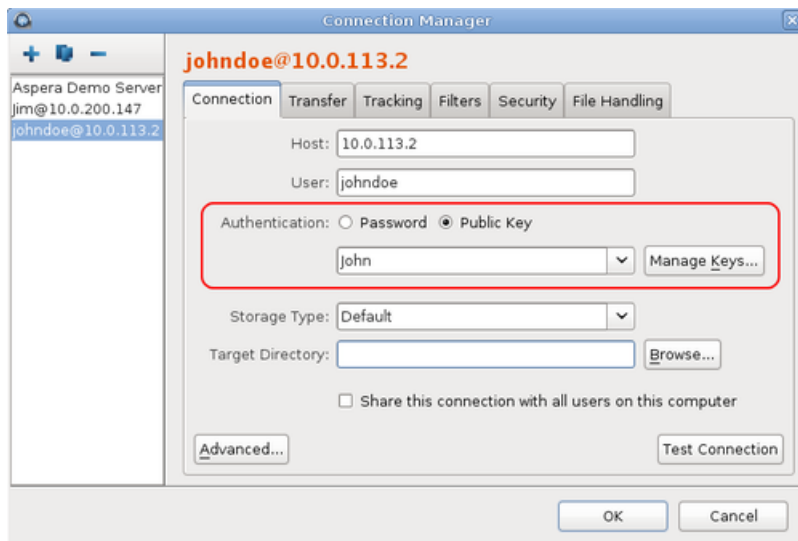 Connection Manager
johndoe@10.0.113.2
Aspera Demo Server
Jim@10.0.200.147
johndoe@10.0.113.2
Connection Transfer Tracking Filters Security File Handling
Host: 10.0.113.2
User: johndoe
Authentication: Password Public Key
John Manage Keys...
Storage Type: Default
Target Directory: Browse...
Share this connection with all users on this computer
Advanced... Test Connection
OK Cancel